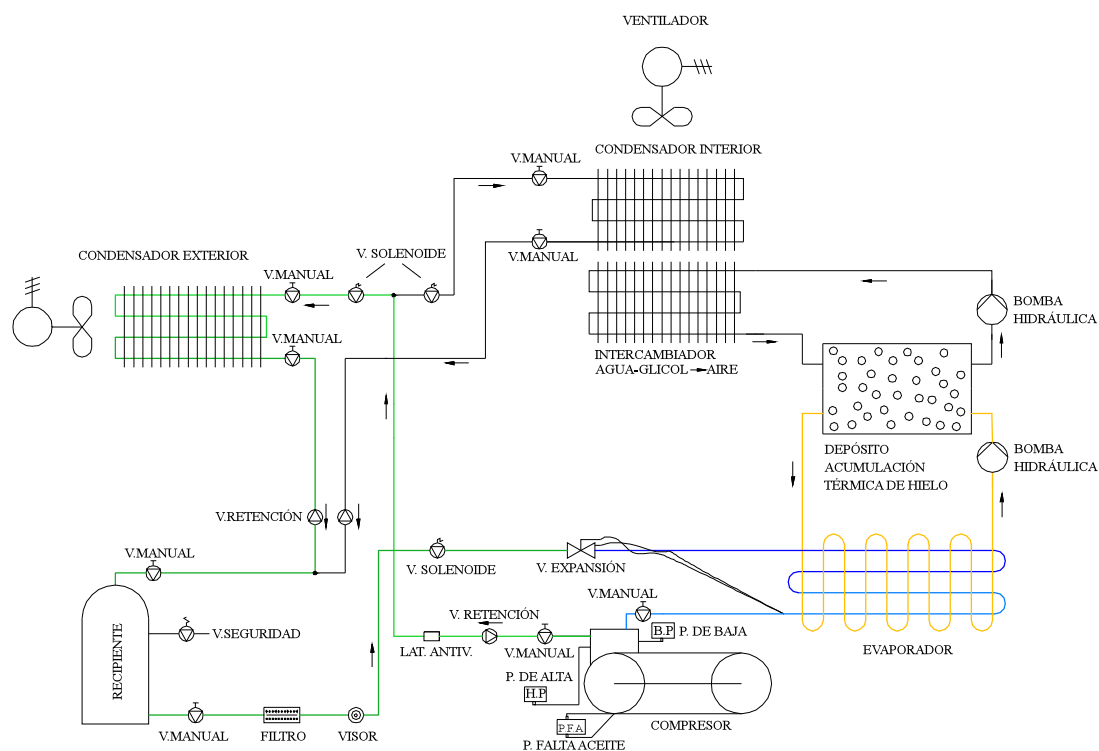 VENTILADOR
CONDENSADOR INTERIOR
V.MANUAL
V.MANUAL
CONDENSADOR EXTERIOR
V. SOLENOIDE
V.MANUAL
V.MANUAL
BOMBA
HIDRÁULICA
INTERCAMBIADOR
AGUA-GLICOL AIRE
DEPÓSITO
ACUMULACIÓN
TÉRMICA DE HIELO
BOMBA
HIDRÁULICA
V.RETENCIÓN
V.MANUAL
V. SOLENOIDE
V. EXPANSIÓN
V.MANUAL
V. RETENCIÓN
V.SEGURIDAD
RECIPIENTE
LAT. ANTIV.
V.MANUAL
B.P
P. DE BAJA
EVAPORADOR
P. DE ALTA
H.P
COMPRESOR
V.MANUAL
FILTRO
VISOR
P.F.A
P. FALTA ACEITE